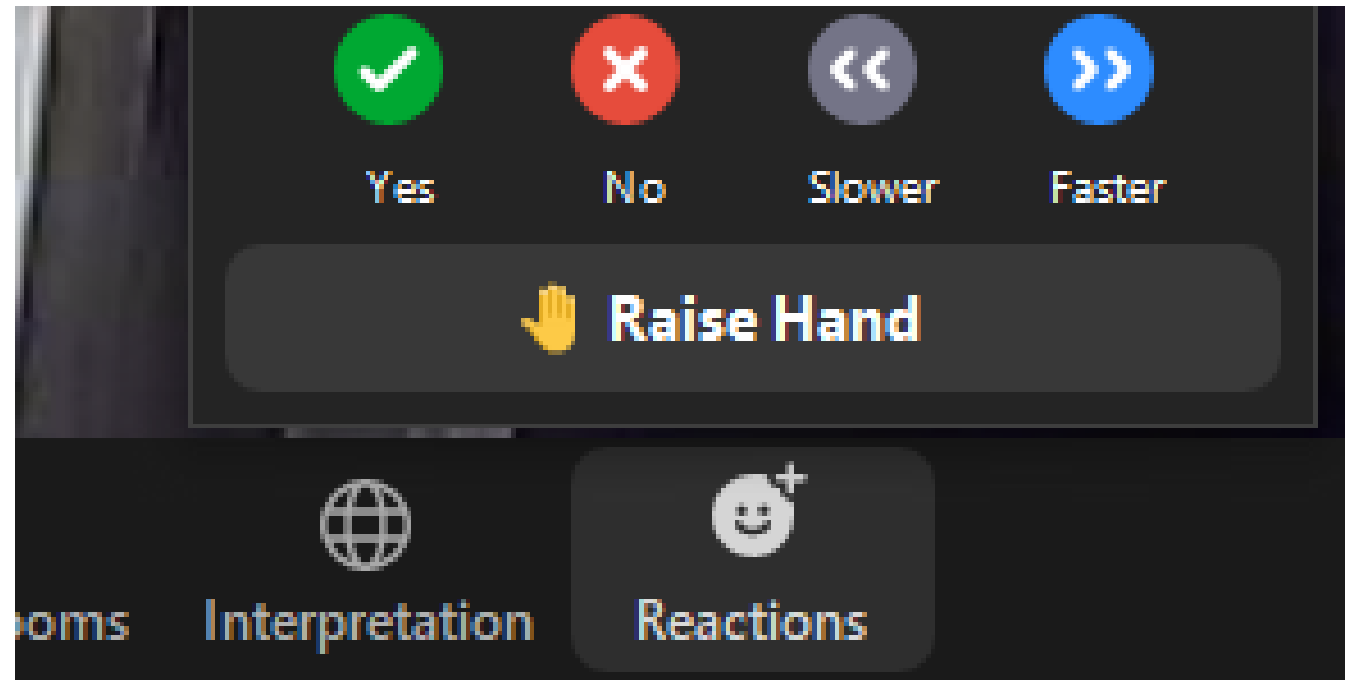 Yes No Slower Faster
Raise Hand
Interpretation Reactions